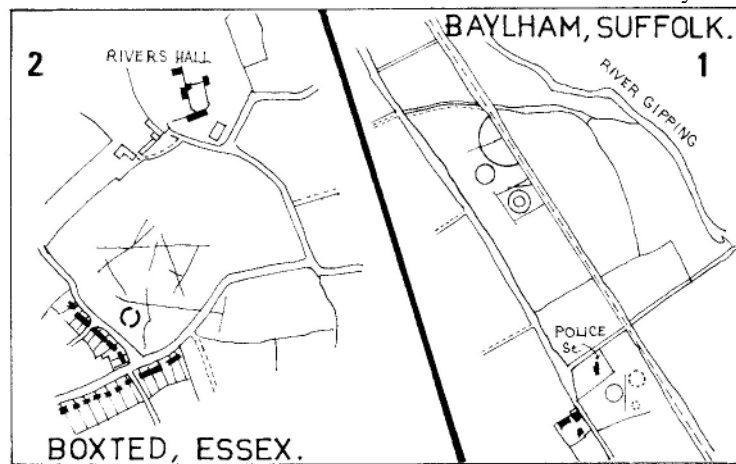 2
RIVERS HALL
BOXTED, ESSEX.
BAYLHAM, SUFFOLK.
1
RIVER GIPPING
POLICE
St.